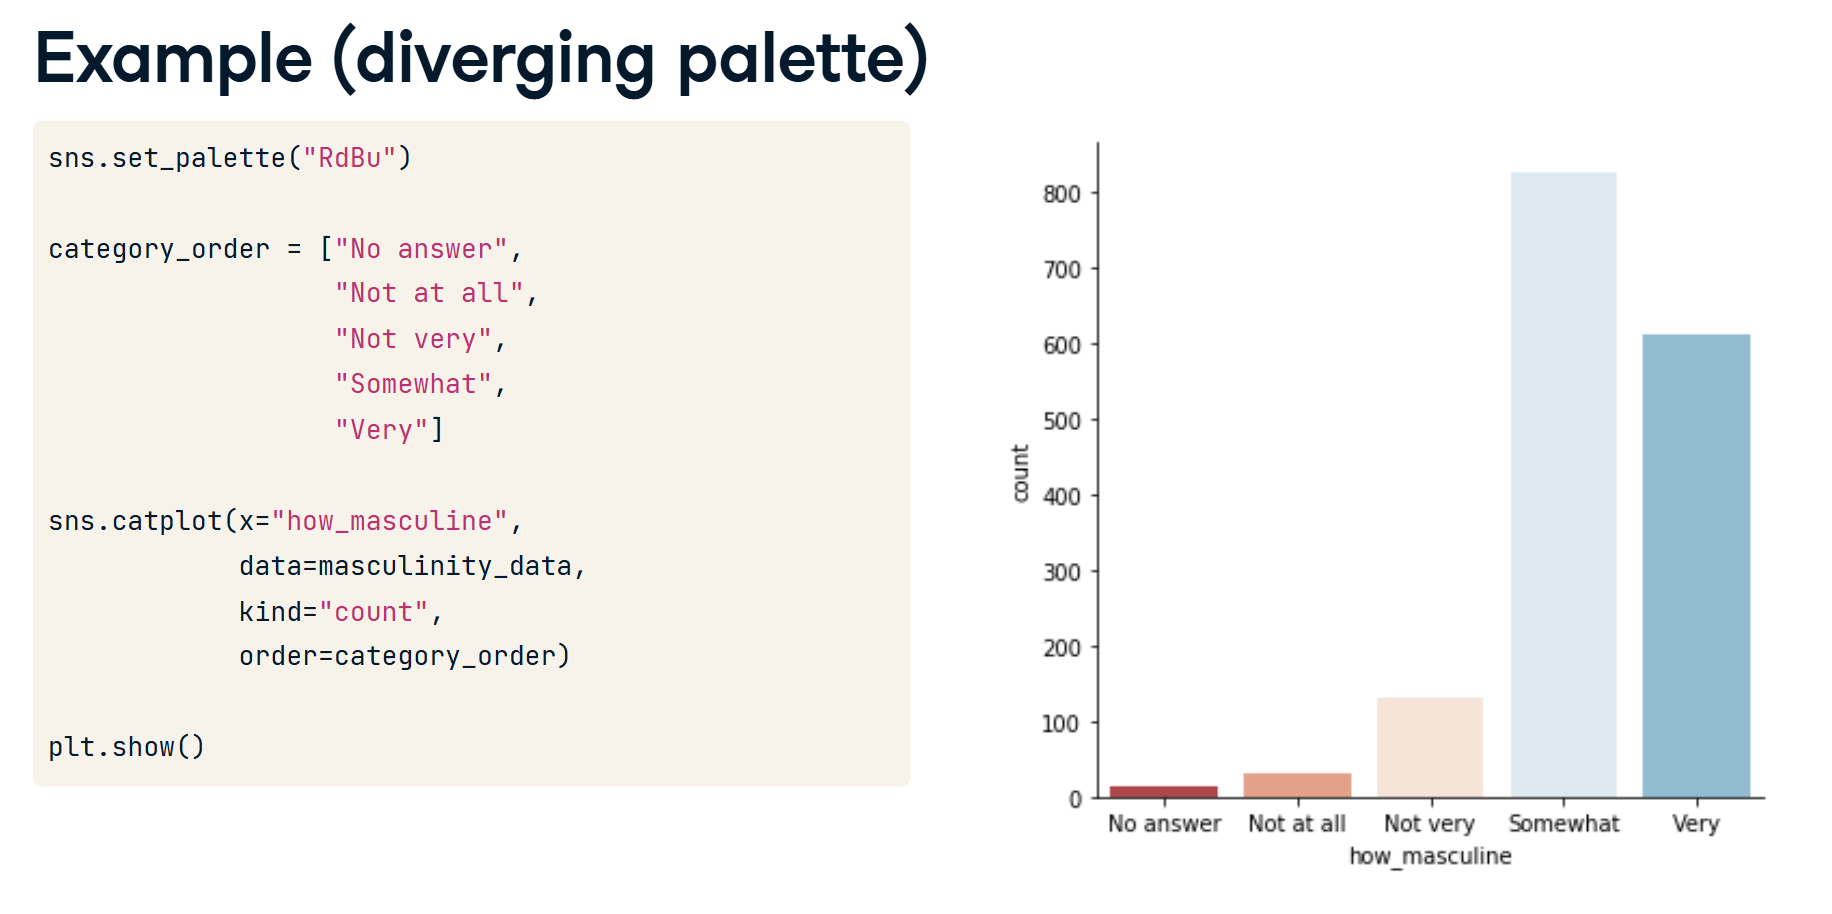 Example (diverging palette)
sns.set_palette("RdBu")
category_order = ["No answer",
"Not at all",
"Not very",
"Somewhat",
"Very"]
sns.catplot(x="how_masculine",
data=masculinity_data,
kind="count",
order=category_order)
plt.show()
800
700
600
500
400
300
200
100
0
count
No answer Not at all Not very Somewhat Very
how_masculine